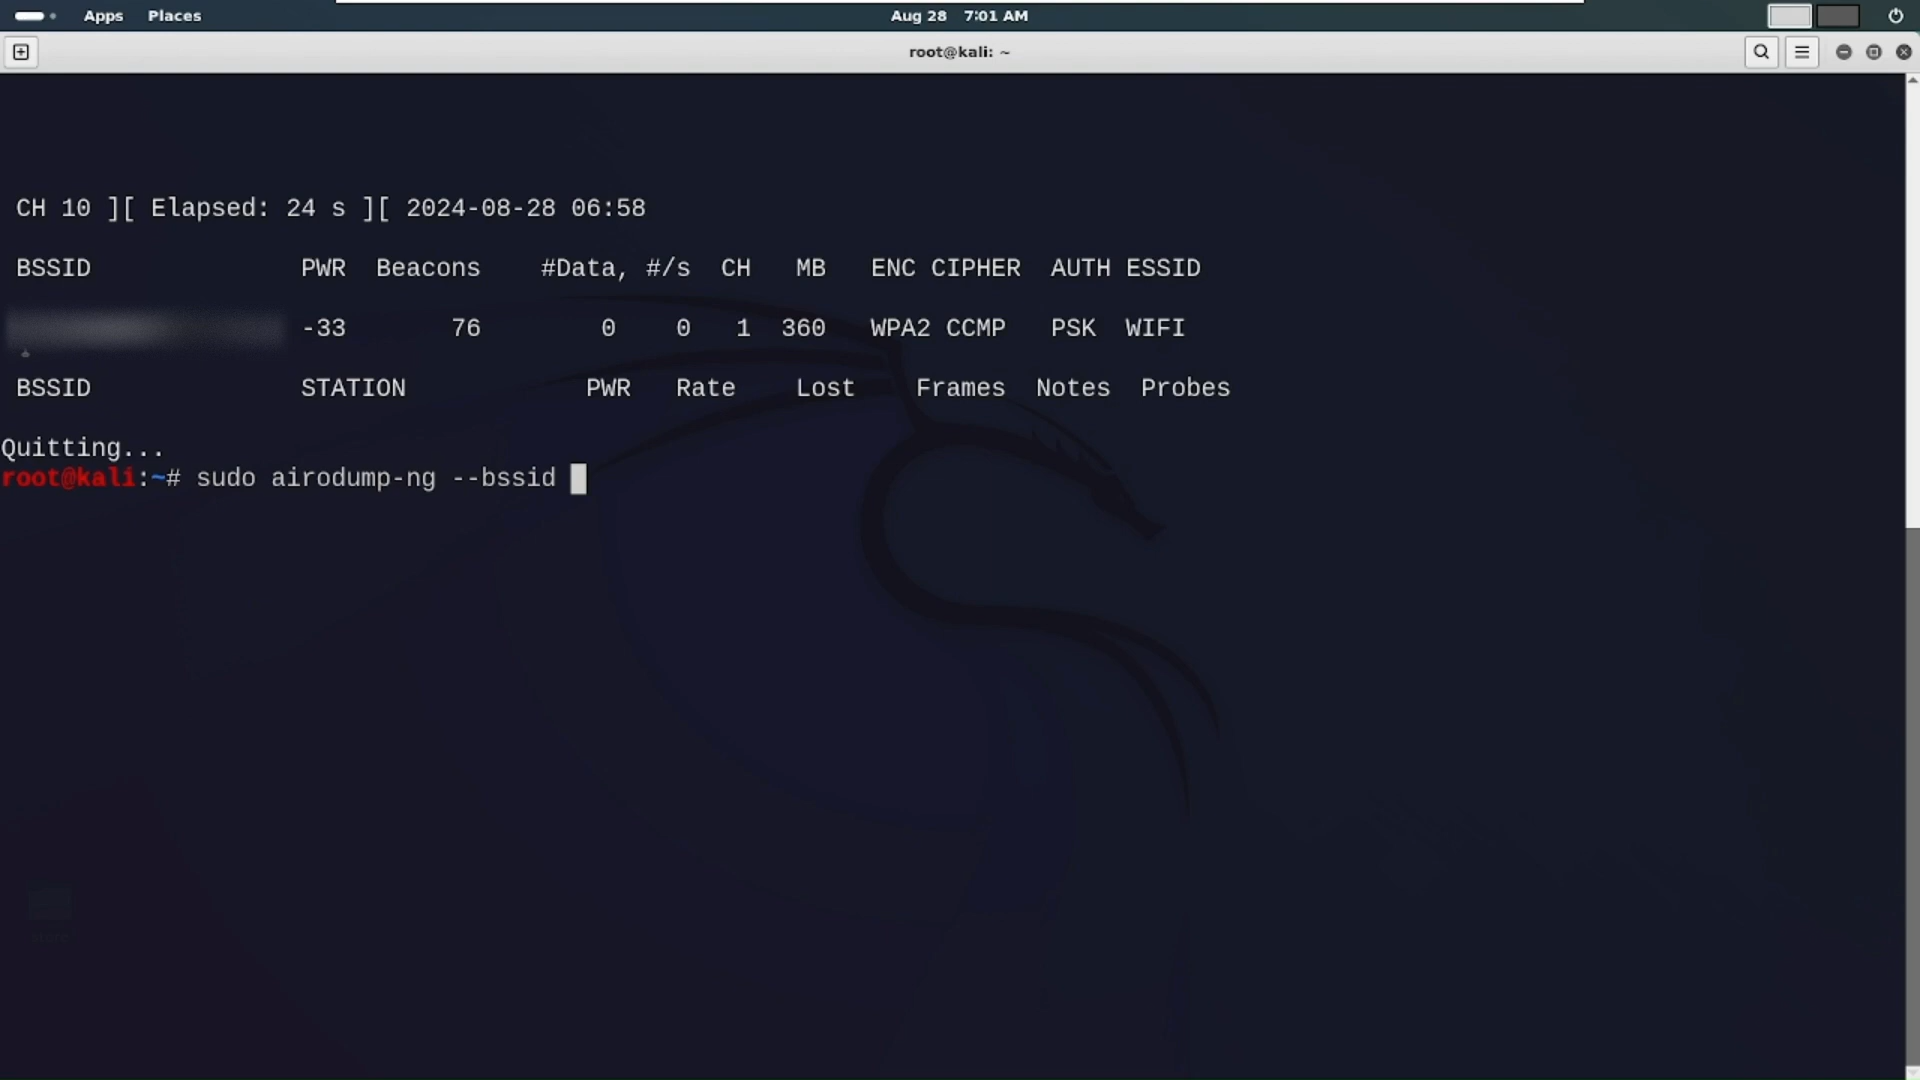 Apps Places Aug 28 7:01 AM
root@kali: ~
CH 10 ][ Elapsed: 24 s ][ 2024-08-28 06:58
BSSID PWR Beacons #Data, #/s CH MB ENC CIPHER AUTH ESSID
-33 76 0 0 1 360 WPA2 CCMP PSK WIFI
BSSID STATION PWR Rate Lost Frames Notes Probes
Quitting...
root@kali:~# sudo airodump-ng --bssid